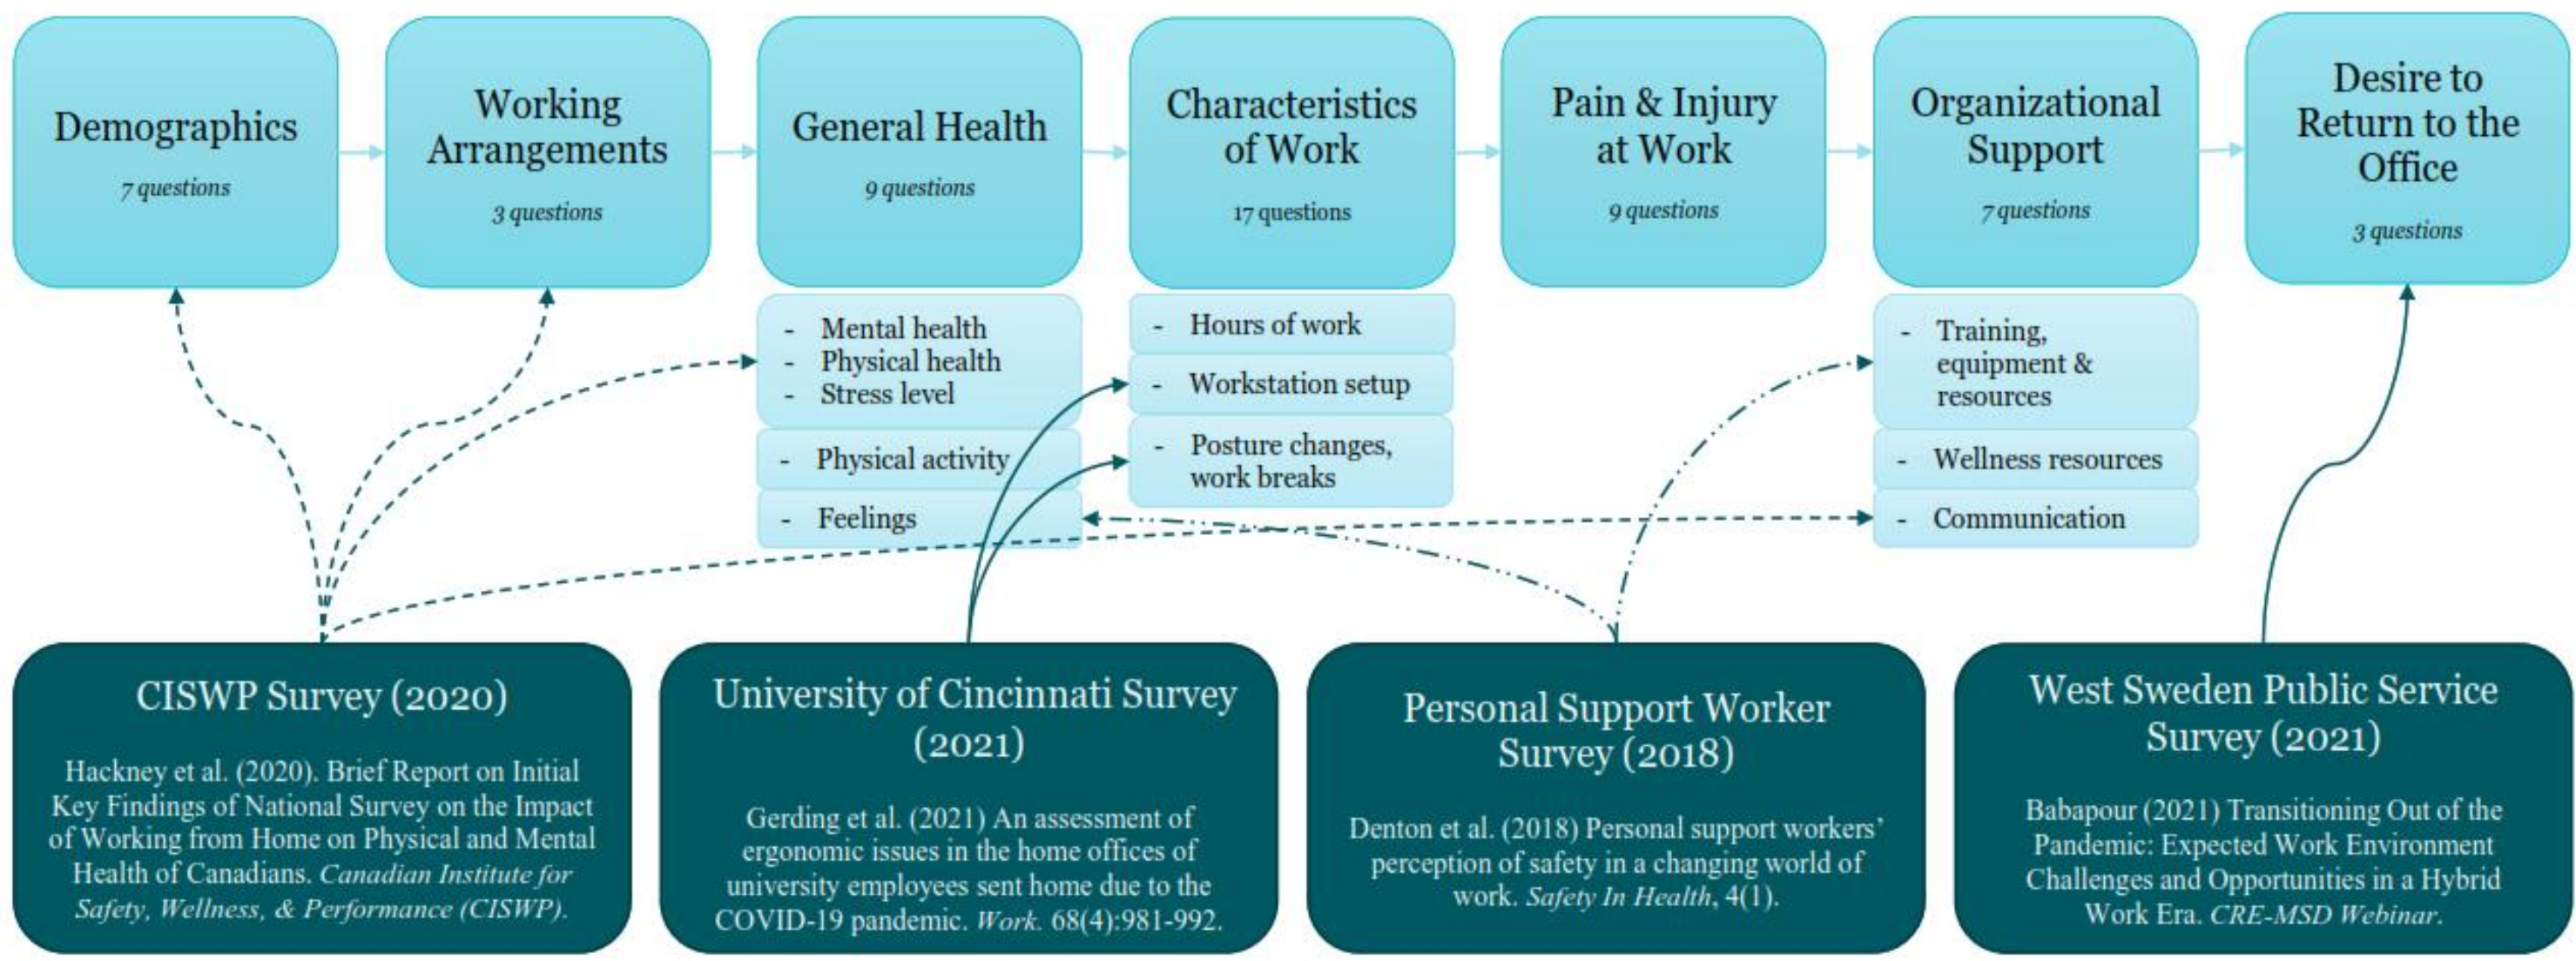 Demographics
7 questions
Working
Arrangements
3 questions
General Health
9 questions
Characteristics
of Work
17 questions
Pain & Injury
at Work
9 questions
Organizational
Support
7 questions
Desire to
Return to the
Office
3 questions
- Mental health
- Physical health
- Stress level
- Physical activity
- Feelings
- Hours of work
- Workstation setup
- Posture changes,
work breaks
- Training,
equipment &
resources
- Wellness resources
- Communication
CISWP Survey (2020)
Hackney et al. (2020). Brief Report on Initial
Key Findings of National Survey on the Impact
of Working from Home on Physical and Mental
Health of Canadians. Canadian Institute for
Safety, Wellness, & Performance (CISWP).
University of Cincinnati Survey
(2021)
Gerding et al. (2021) An assessment of
ergonomic issues in the home offices of
university employees sent home due to the
COVID-19 pandemic. Work. 68(4):981-992.
Personal Support Worker
Survey (2018)
Denton et al. (2018) Personal support workers’
perception of safety in a changing world of
work. Safety In Health, 4(1).
West Sweden Public Service
Survey (2021)
Babapour (2021) Transitioning Out of the
Pandemic: Expected Work Environment
Challenges and Opportunities in a Hybrid
Work Era. CRE-MSD Webinar.